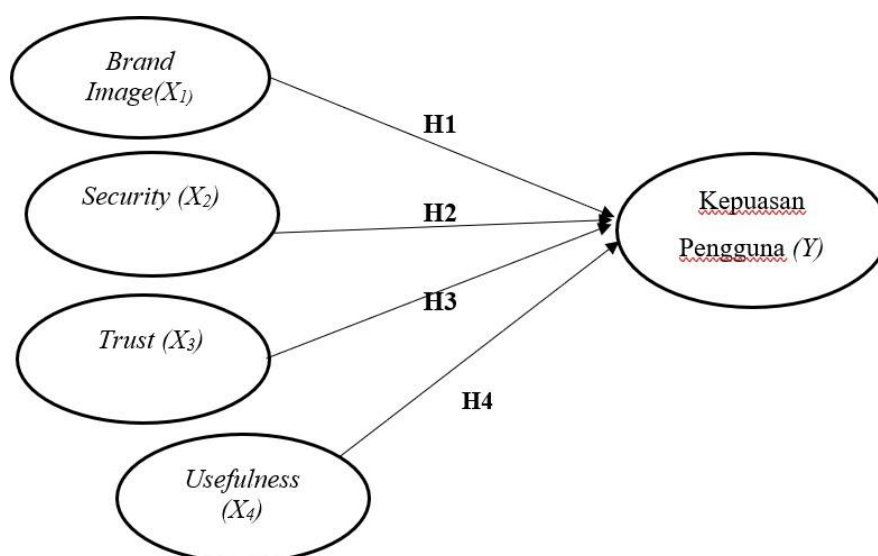 Brand
Image(X1)
H1
Security (X2)
H2
Kepuasan
Pengguna (Y)
H3
Trust (X3)
H4
Usefulness
(X4)